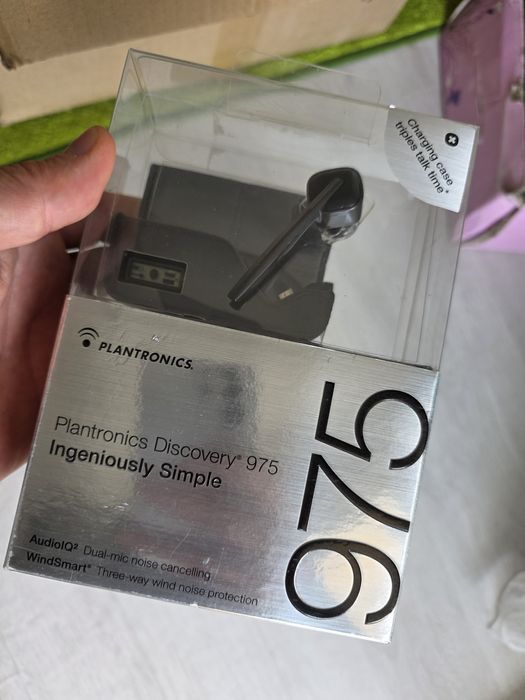 Charging case
triples talk time*
PLANTRONICS.
Plantronics Discovery® 975
Ingeniously Simple
975
AudioIQ² Dual-mic noise cancelling
WindSmart® Three-way wind noise protection